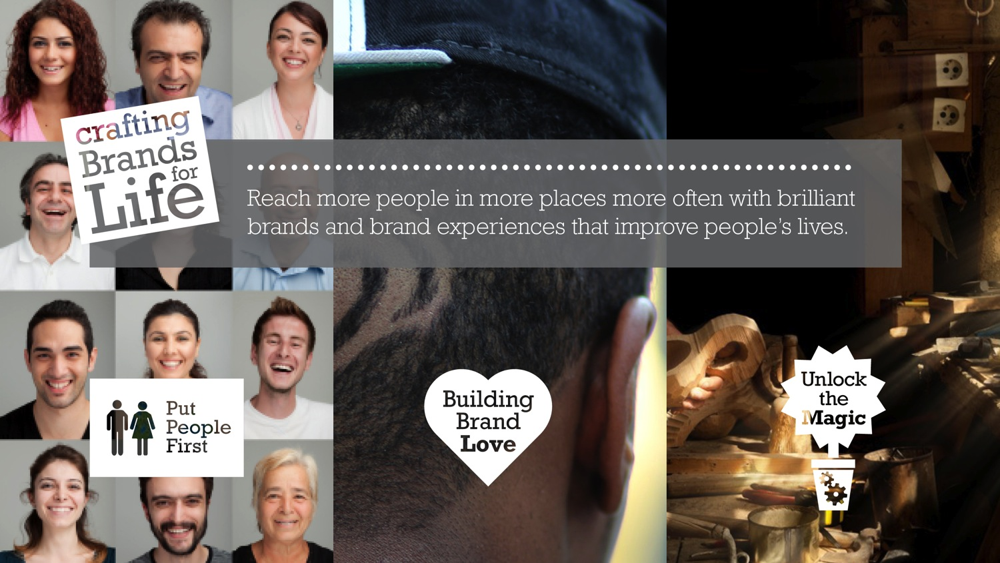 crafting
Brands
for
Life
Reach more people in more places more often with brilliant
brands and brand experiences that improve people’s lives.
Put
People
First
Building
Brand
Love
Unlock
the
Magic